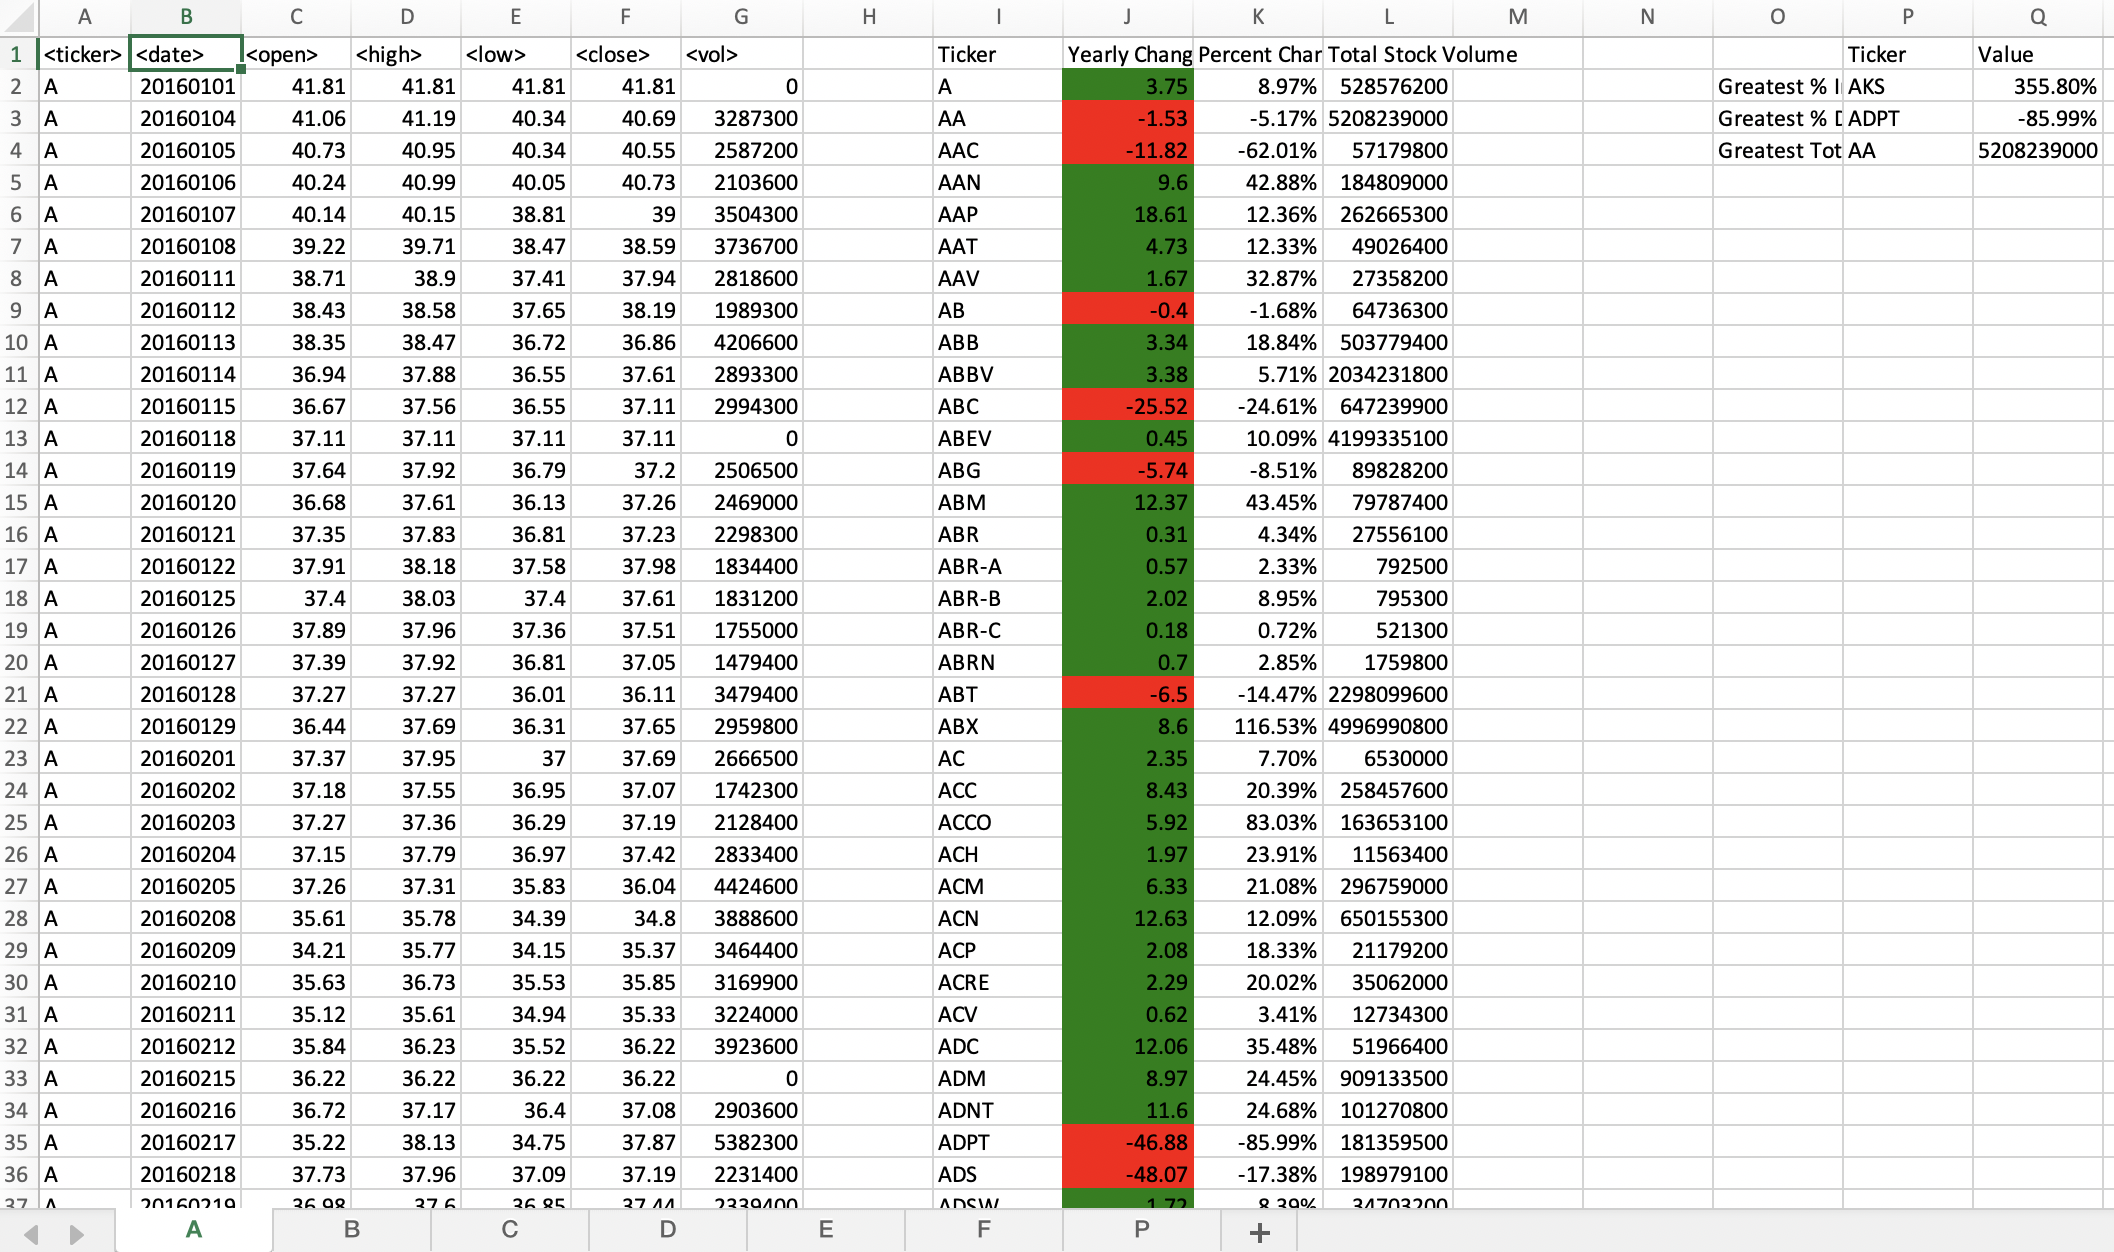 A B C D E F G H I J K L M N O P Q
1 <ticker> <date> <open> <high> <low> <close> <vol> Ticker Yearly Chang Percent Char Total Stock Volume Ticker Value
2 A 20160101 41.81 41.81 41.81 41.81 0 A 3.75 8.97% 528576200 Greatest % I AKS 355.80%
3 A 20160104 41.06 41.19 40.34 40.69 3287300 AA -1.53 -5.17% 5208239000 Greatest % D ADPT -85.99%
4 A 20160105 40.73 40.95 40.34 40.55 2587200 AAC -11.82 -62.01% 57179800 Greatest Tot AA 5208239000
5 A 20160106 40.24 40.99 40.05 40.73 2103600 AAN 9.6 42.88% 184809000
6 A 20160107 40.14 40.15 38.81 39 3504300 AAP 18.61 12.36% 262665300
7 A 20160108 39.22 39.71 38.47 38.59 3736700 AAT 4.73 12.33% 49026400
8 A 20160111 38.71 38.9 37.41 37.94 2818600 AAV 1.67 32.87% 27358200
9 A 20160112 38.43 38.58 37.65 38.19 1989300 AB -0.4 -1.68% 64736300
10 A 20160113 38.35 38.47 36.72 36.86 4206600 ABB 3.34 18.84% 503779400
11 A 20160114 36.94 37.88 36.55 37.61 2893300 ABBV 3.38 5.71% 2034231800
12 A 20160115 36.67 37.56 36.55 37.11 2994300 ABC -25.52 -24.61% 647239900
13 A 20160118 37.11 37.11 37.11 37.11 0 ABEV 0.45 10.09% 4199335100
14 A 20160119 37.64 37.92 36.79 37.2 2506500 ABG -5.74 -8.51% 89828200
15 A 20160120 36.68 37.61 36.13 37.26 2469000 ABM 12.37 43.45% 79787400
16 A 20160121 37.35 37.83 36.81 37.23 2298300 ABR 0.31 4.34% 27556100
17 A 20160122 37.91 38.18 37.58 37.98 1834400 ABR-A 0.57 2.33% 792500
18 A 20160125 37.4 38.03 37.4 37.61 1831200 ABR-B 2.02 8.95% 795300
19 A 20160126 37.89 37.96 37.36 37.51 1755000 ABR-C 0.18 0.72% 521300
20 A 20160127 37.39 37.92 36.81 37.05 1479400 ABRN 0.7 2.85% 1759800
21 A 20160128 37.27 37.27 36.01 36.11 3479400 ABT -6.5 -14.47% 2298099600
22 A 20160129 36.44 37.69 36.31 37.65 2959800 ABX 8.6 116.53% 4996990800
23 A 20160201 37.37 37.95 37 37.69 2666500 AC 2.35 7.70% 6530000
24 A 20160202 37.18 37.55 36.95 37.07 1742300 ACC 8.43 20.39% 258457600
25 A 20160203 37.27 37.36 36.29 37.19 2128400 ACCO 5.92 83.03% 163653100
26 A 20160204 37.15 37.79 36.97 37.42 2833400 ACH 1.97 23.91% 11563400
27 A 20160205 37.26 37.31 35.83 36.04 4424600 ACM 6.33 21.08% 296759000
28 A 20160208 35.61 35.78 34.39 34.8 3888600 ACN 12.63 12.09% 650155300
29 A 20160209 34.21 35.77 34.15 35.37 3464400 ACP 2.08 18.33% 21179200
30 A 20160210 35.63 36.73 35.53 35.85 3169900 ACRE 2.29 20.02% 35062000
31 A 20160211 35.12 35.61 34.94 35.33 3224000 ACV 0.62 3.41% 12734300
32 A 20160212 35.84 36.23 35.52 36.22 3923600 ADC 12.06 35.48% 51966400
33 A 20160215 36.22 36.22 36.22 36.22 0 ADM 8.97 24.45% 909133500
34 A 20160216 36.72 37.17 36.4 37.08 2903600 ADNT 11.6 24.68% 101270800
35 A 20160217 35.22 38.13 34.75 37.87 5382300 ADPT -46.88 -85.99% 181359500
36 A 20160218 37.73 37.96 37.09 37.19 2231400 ADS -48.07 -17.38% 198979100
37 A 20160219 36.98 37.6 36.85 37.44 2339400 ADSW 1.72 8.39% 34703200
A B C D E F P +